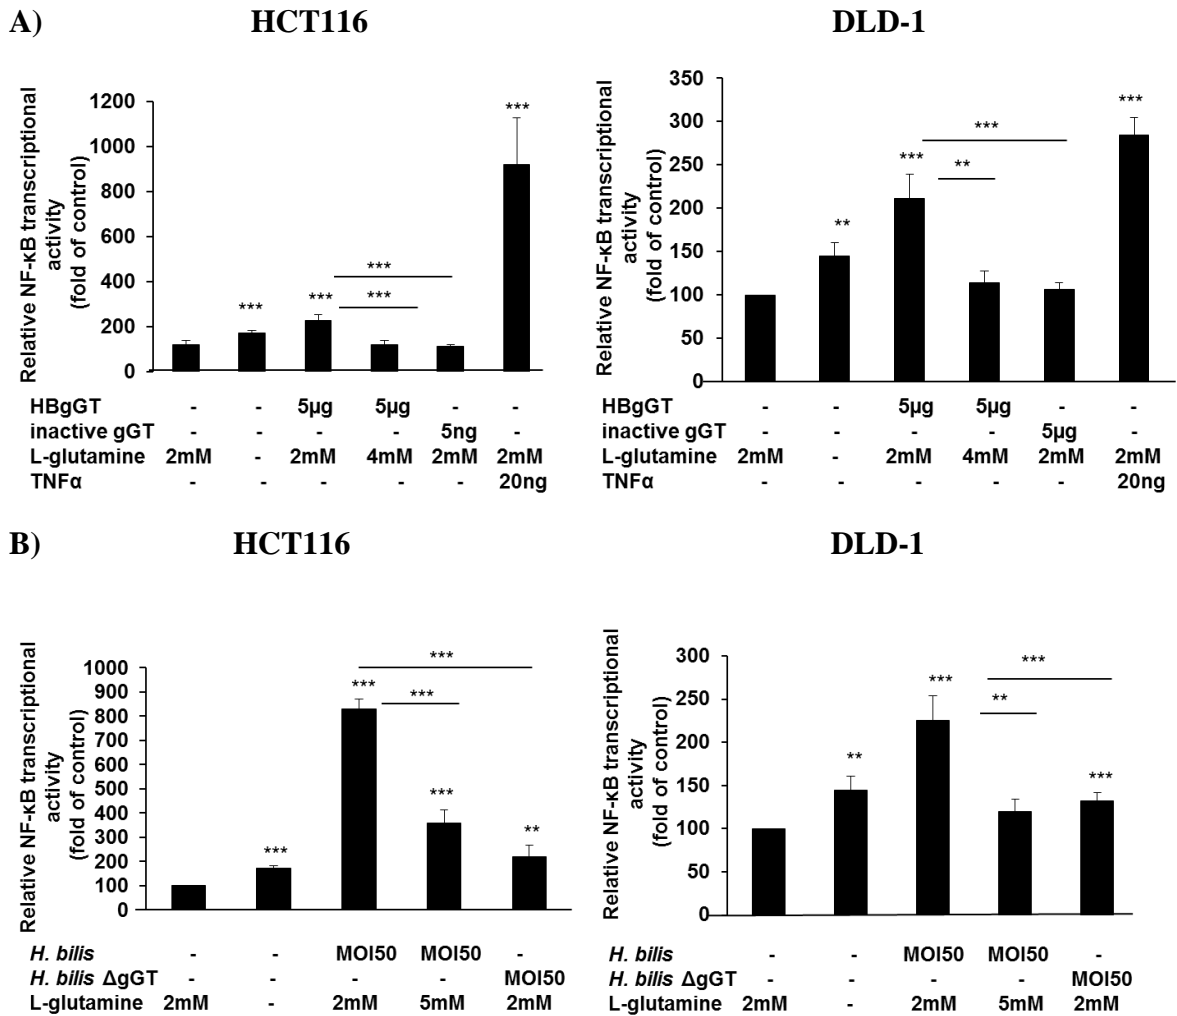 A)
HCT116
Relative NF-κB transcriptional
activity
(fold of control)
1200
1000
800
600
400
200
0
***
***
***
***
***
HBgGT - - 5µg 5µg - -
inactive gGT - - - - 5ng -
L-glutamine 2mM - 2mM 4mM 2mM 2mM
TNFα - - - - - 20ng
DLD-1
Relative NF-κB transcriptional
activity
(fold of control)
350
300
250
200
150
100
50
0
**
***
***
**
***
HBgGT - - 5µg 5µg - -
inactive gGT - - - - 5µg -
L-glutamine 2mM - 2mM 4mM 2mM 2mM
TNFα - - - - - 20ng
B)
HCT116
Relative NF-κB transcriptional
activity
(fold of control)
1000
900
800
700
600
500
400
300
200
100
0
***
***
***
***
***
**
H. bilis - - MOI50 MOI50 -
H. bilis ΔgGT - - - - MOI50
L-glutamine 2mM - 2mM 5mM 2mM
DLD-1
Relative NF-κB transcriptional
activity
(fold of control)
300
250
200
150
100
50
0
**
***
***
**
***
H. bilis - - MOI50 MOI50 -
H. bilis ΔgGT - - - - MOI50
L-glutamine 2mM - 2mM 5mM 2mM